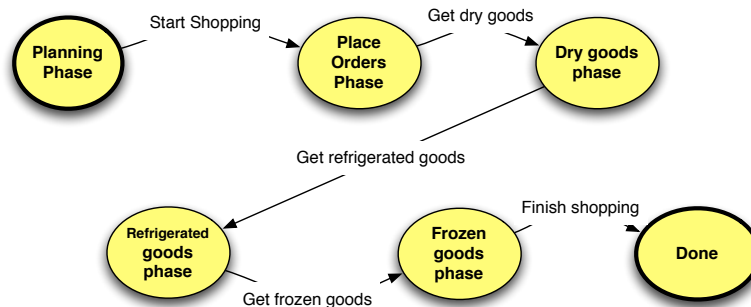 Start Shopping
Get dry goods
Planning
Phase
Place
Orders
Phase
Dry goods
phase
Get refrigerated goods
Refrigerated
goods
phase
Get frozen goods
Frozen
goods
phase
Finish shopping
Done